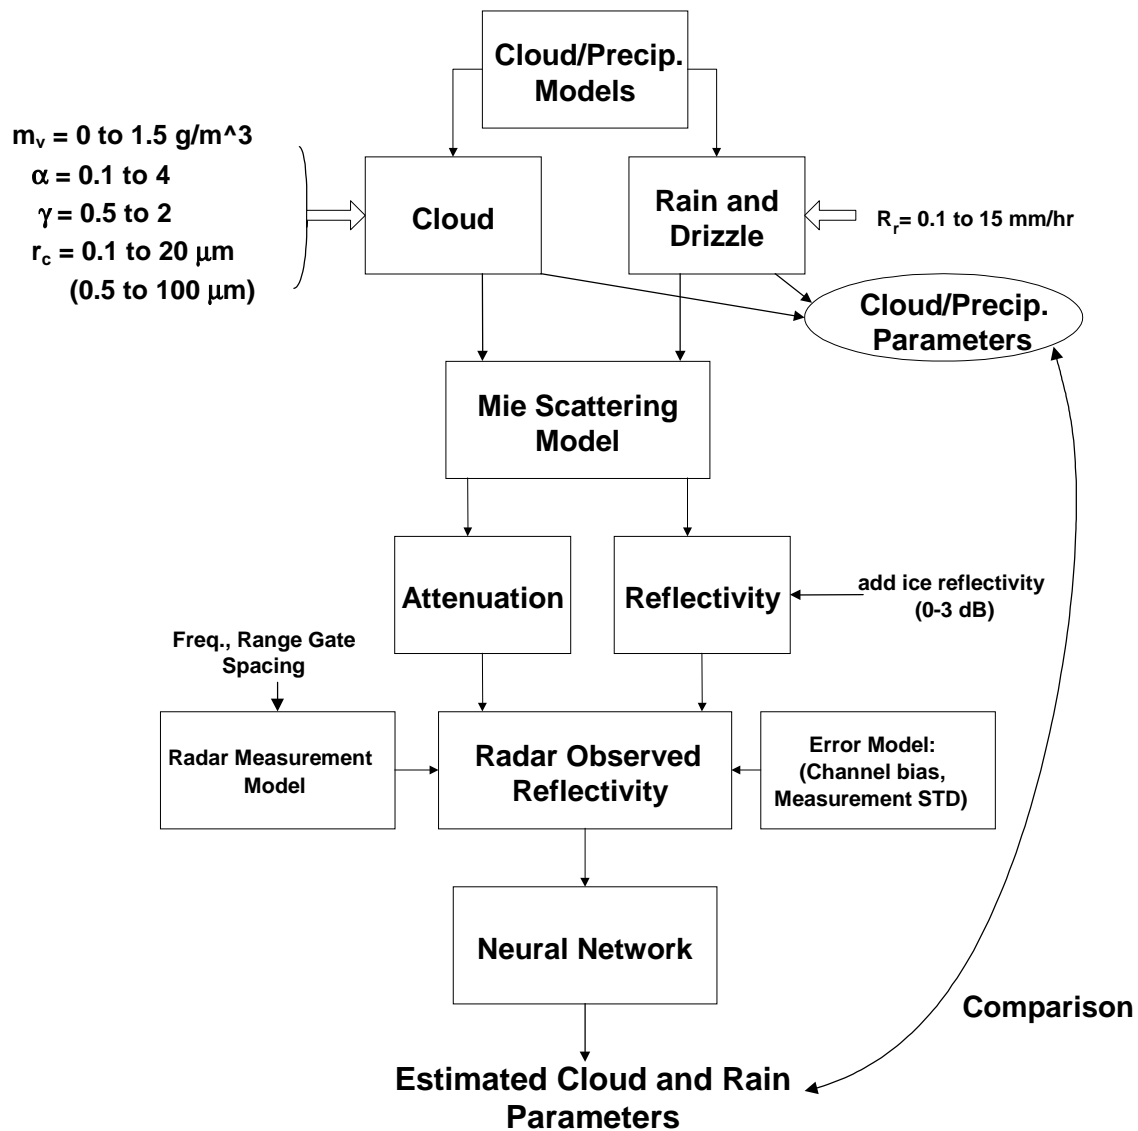 Cloud/Precip.
Models
m_v = 0 to 1.5 g/m^3
α = 0.1 to 4
γ = 0.5 to 2
r_c = 0.1 to 20 μm
(0.5 to 100 μm)
Cloud
Rain and
Drizzle
R_r= 0.1 to 15 mm/hr
Cloud/Precip.
Parameters
Mie Scattering
Model
Attenuation
Reflectivity
add ice reflectivity
(0-3 dB)
Freq., Range Gate
Spacing
Radar Measurement
Model
Radar Observed
Reflectivity
Error Model:
(Channel bias,
Measurement STD)
Neural Network
Comparison
Estimated Cloud and Rain
Parameters